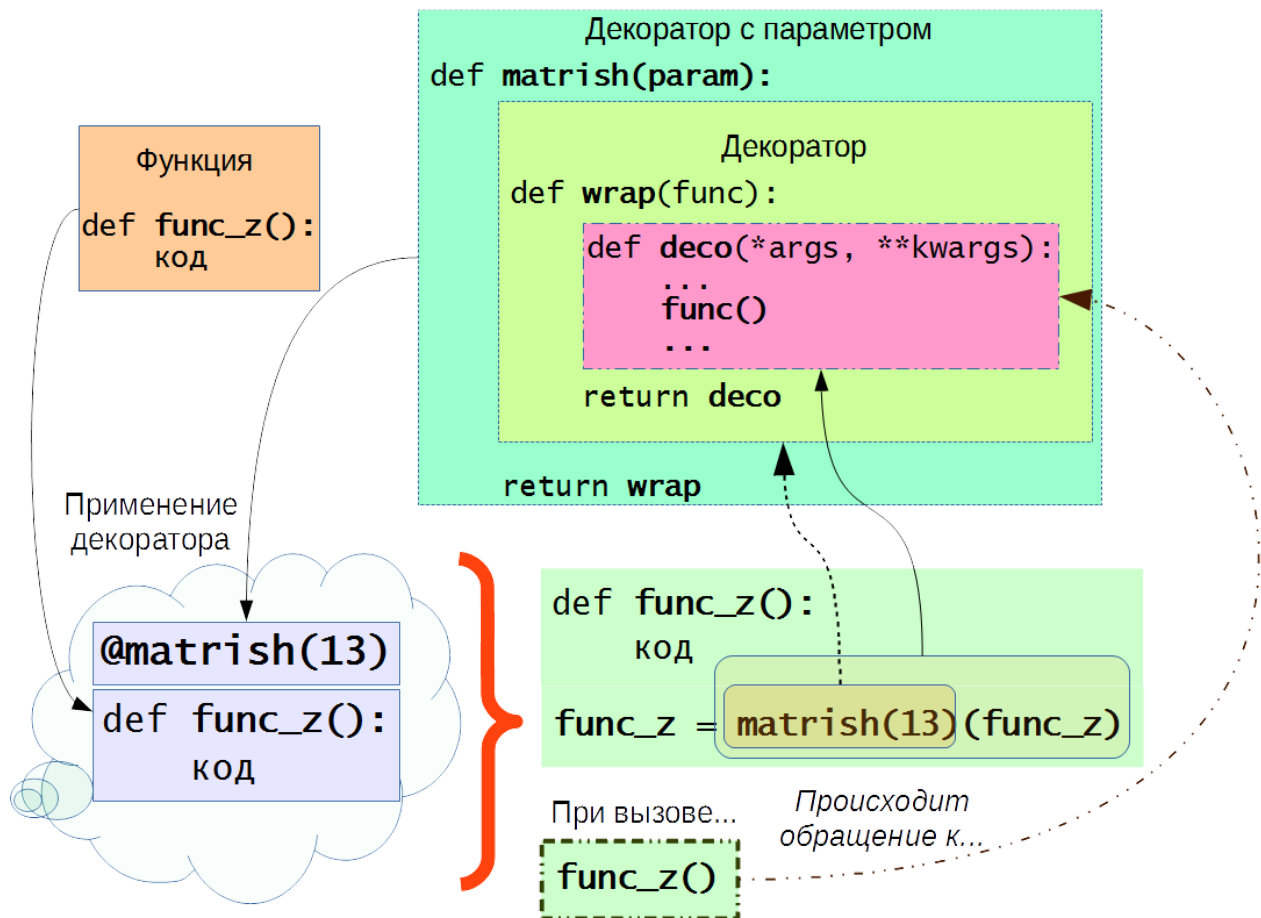 Декоратор с параметром
def matrish(param):
Декоратор
def wrap(func):
def deco(*args, **kwargs):
...
func()
...
return deco
return wrap
Функция
def func_z():
код
Применение
декоратора
@matrish(13)
def func_z():
код
def func_z():
код
func_z = matrish(13)(func_z)
При вызове...
func_z()
Происходит
обращение к...